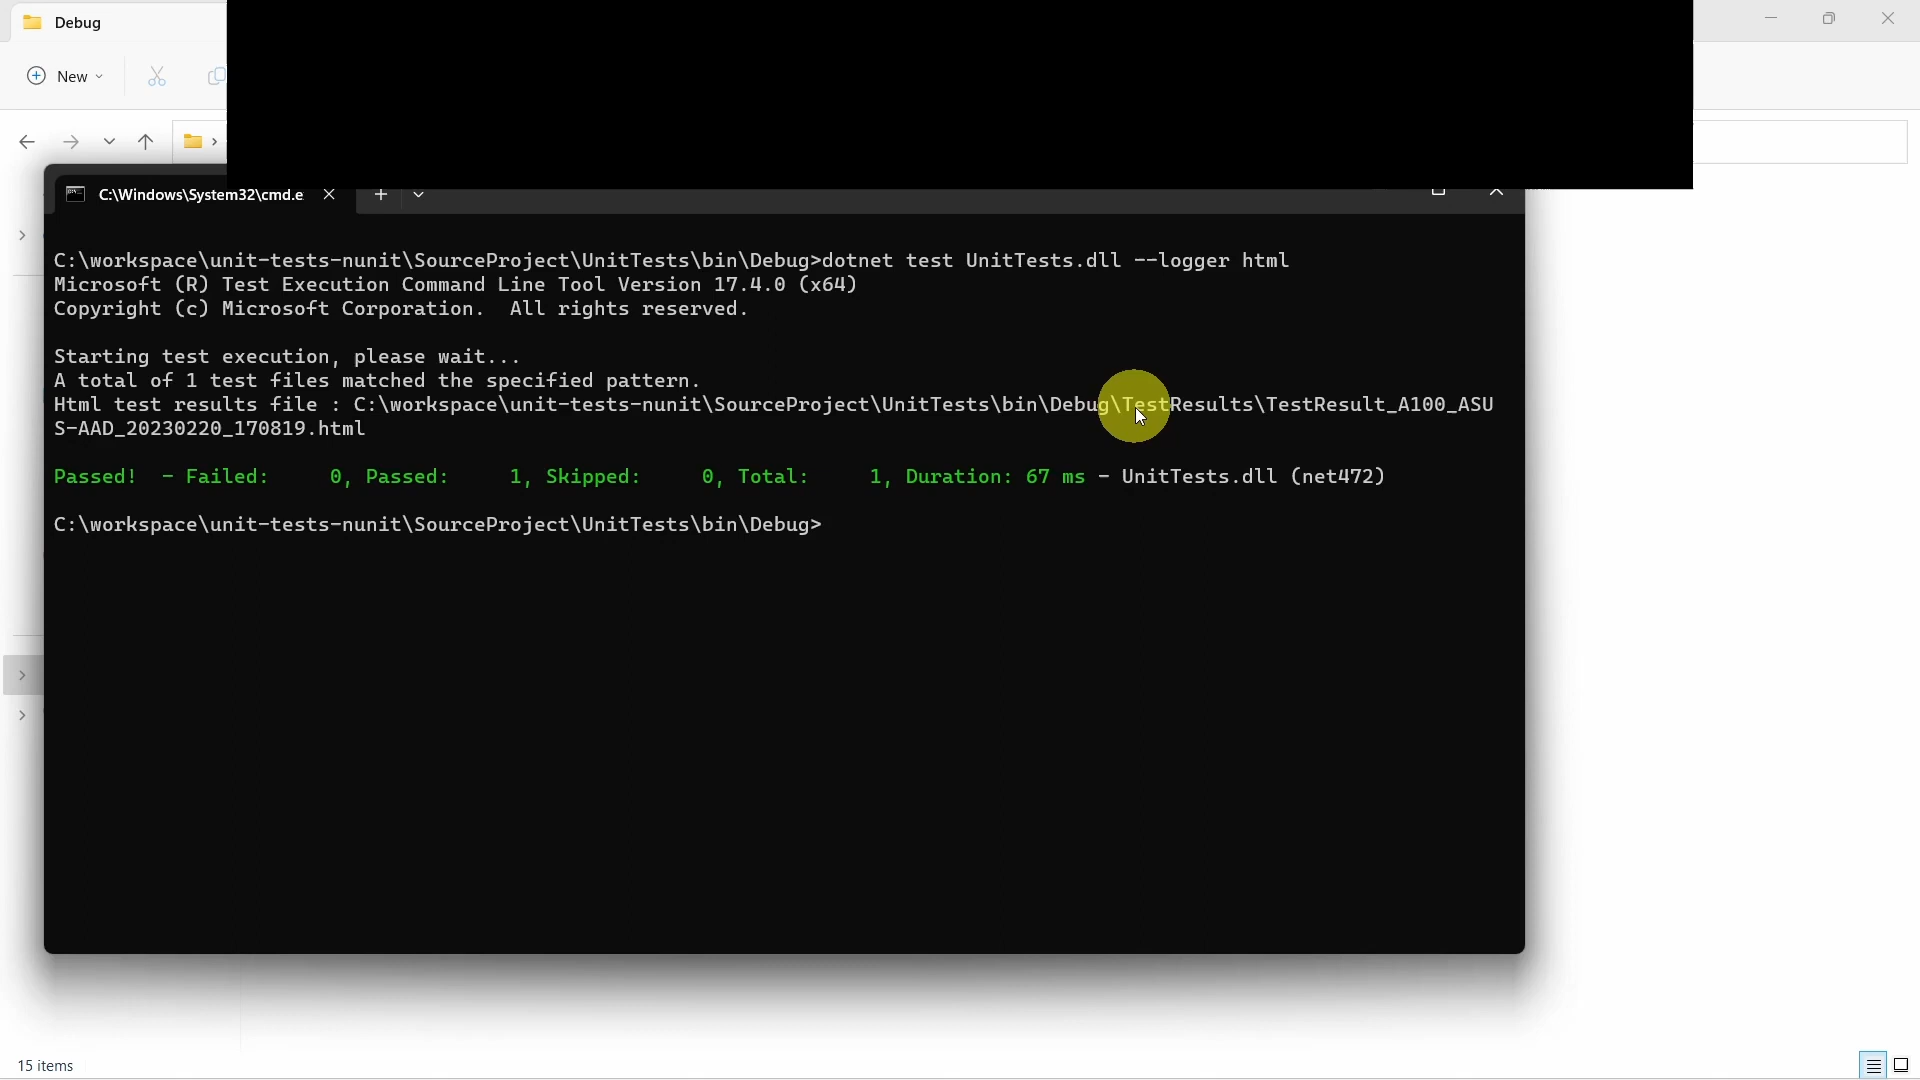 Debug
New
C:\Windows\System32\cmd.e
C:\workspace\unit-tests-nunit\SourceProject\UnitTests\bin\Debug>dotnet test UnitTests.dll --logger html
Microsoft (R) Test Execution Command Line Tool Version 17.4.0 (x64)
Copyright (c) Microsoft Corporation.  All rights reserved.
Starting test execution, please wait...
A total of 1 test files matched the specified pattern.
Html test results file : C:\workspace\unit-tests-nunit\SourceProject\UnitTests\bin\Debug\TestResults\TestResult_A100_ASU
S-AAD_20230220_170819.html
Passed!  - Failed:     0, Passed:     1, Skipped:     0, Total:     1, Duration: 67 ms - UnitTests.dll (net472)
C:\workspace\unit-tests-nunit\SourceProject\UnitTests\bin\Debug>
15 items